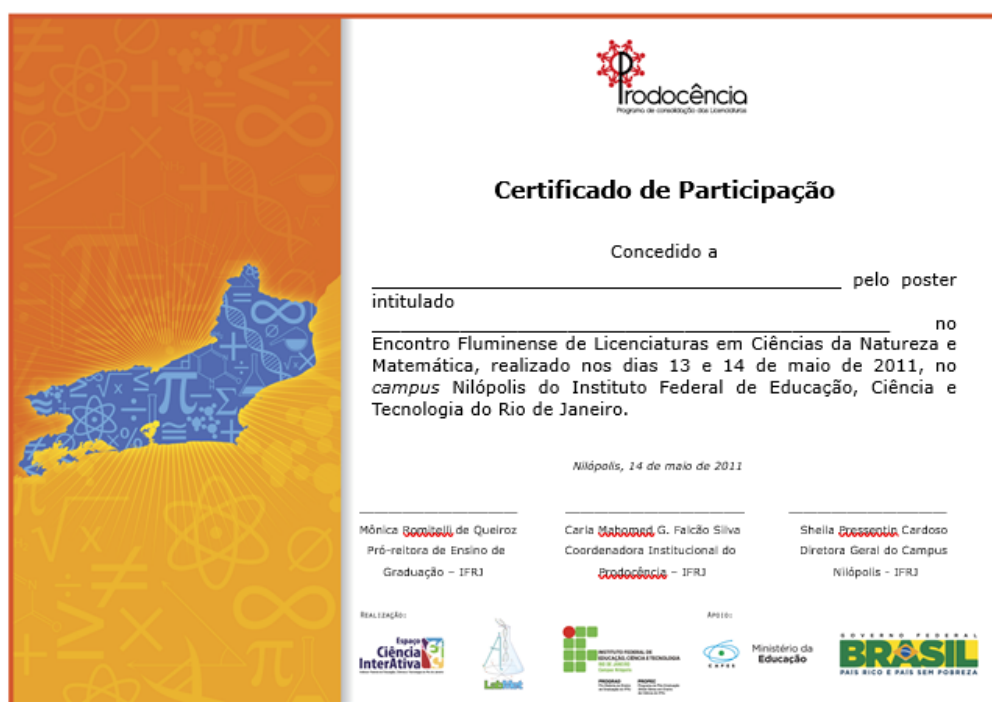 Prodocência
Programa de consolidação das Licenciaturas
Certificado de Participação
Concedido a
pelo poster
intitulado
no
Encontro Fluminense de Licenciaturas em Ciências da Natureza e
Matemática, realizado nos dias 13 e 14 de maio de 2011, no
campus Nilópolis do Instituto Federal de Educação, Ciência e
Tecnologia do Rio de Janeiro.
Nilópolis, 14 de maio de 2011
Mônica Romitelli de Queiroz
Pró-reitora de Ensino de
Graduação – IFRJ
Carla Mahomed G. Falcão Silva
Coordenadora Institucional do
Prodocência – IFRJ
Sheila Pressentin Cardoso
Diretora Geral do Campus
Nilópolis - IFRJ
REALIZAÇÃO:
Espaço
Ciência
InterAtiva
LabMat
INSTITUTO FEDERAL DE
EDUCAÇÃO, CIÊNCIA E TECNOLOGIA
RIO DE JANEIRO
Campus Nilópolis
PROGRAD
PROPPI
APOIO:
CAPES
Ministério da
Educação
GOVERNO FEDERAL
BRASIL
PAÍS RICO É PAÍS SEM POBREZA